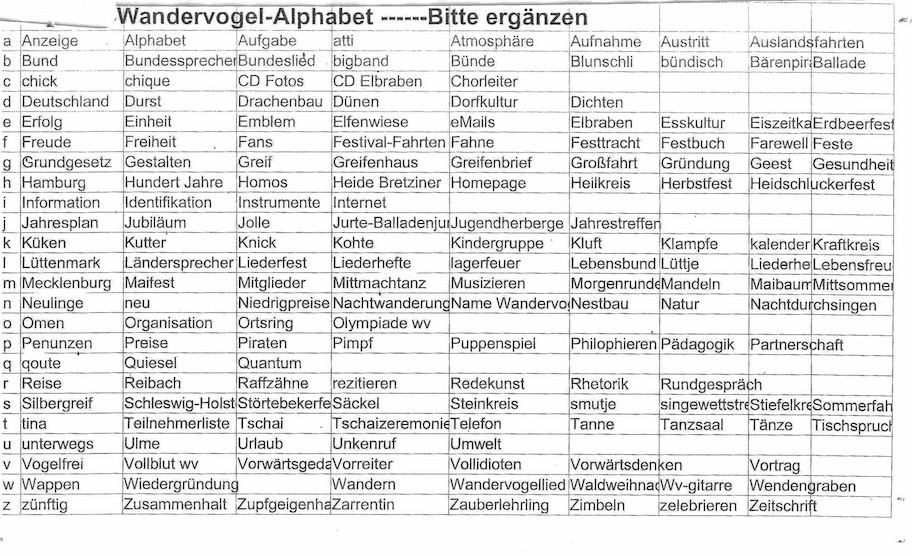 Wandervogel-Alphabet ------Bitte ergänzen
a Anzeige Alphabet Aufgabe atti Atmosphäre Aufnahme Austritt Auslandsfahrten
b Bund Bundessprecher Bundeslied bigband Bünde Blunschli bündisch Bärenpira Ballade
c chick chique CD Fotos CD Elbraben Chorleiter
d Deutschland Durst Drachenbau Dünen Dorfkultur Dichten
e Erfolg Einheit Emblem Elfenwiese eMails Elbraben Esskultur Eiszeitka Erdbeerfest
f Freude Freiheit Fans Festival-Fahrten Fahne Festtracht Festbuch Farewell Feste
g Grundgesetz Gestalten Greif Greifenhaus Greifenbrief Großfahrt Gründung Geest Gesundheit
h Hamburg Hundert Jahre Homos Heide Bretziner Homepage Heilkreis Herbstfest Heidschluckerfest
i Information Identifikation Instrumente Internet
j Jahresplan Jubiläum Jolle Jurte-Balladenjur Jugendherberge Jahrestreffen
k Küken Kutter Knick Kohte Kindergruppe Kluft Klampfe kalender Kraftkreis
l Lüttenmark Ländersprecher Liederfest Liederhefte lagerfeuer Lebensbund Lüttje Liederhe Lebensfreu
m Mecklenburg Maifest Mitglieder Mittmachtanz Musizieren Morgenrunde Mandeln Maibaum Mittsommer
n Neulinge neu Niedrigpreise Nachtwanderung Name Wandervo Nestbau Natur Nachtdurchsingen
o Omen Organisation Ortsring Olympiade wv
p Penunzen Preise Piraten Pimpf Puppenspiel Philophieren Pädagogik Partnerschaft
q qoute Quiesel Quantum
r Reise Reibach Raffzähne rezitieren Redekunst Rhetorik Rundgespräch
s Silbergreif Schleswig-Holst Störtebekerfe Säckel Steinkreis smutje singewettstre Stiefelkre Sommerfah
t tina Teilnehmerliste Tschai Tschaizeremonie Telefon Tanne Tanzsaal Tänze Tischspruch
u unterwegs Ulme Urlaub Unkenruf Umwelt
v Vogelfrei Vollblut wv Vorwärtsgeda Vorreiter Vollidioten Vorwärtsdenken Vortrag
w Wappen Wiedergründung Wandern Wandervogellied Waldweihnac Wv-gitarre Wendengraben
z zünftig Zusammenhalt Zupfgeigenha Zarrentin Zauberlehrling Zimbeln zelebrieren Zeitschrift